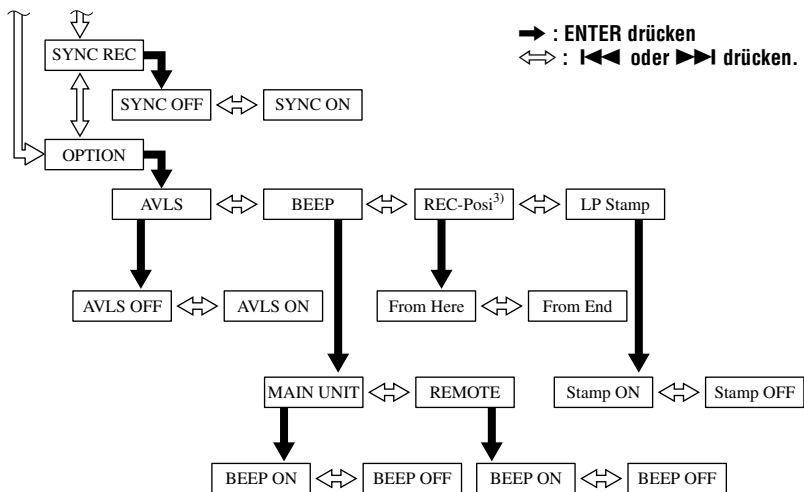 ➡ : ENTER drücken
⇔ : I◀◀ oder ▶▶I drücken.
SYNC REC
SYNC OFF SYNC ON
OPTION
AVLS BEEP REC-Posi3) LP Stamp
AVLS OFF AVLS ON From Here From End
MAIN UNIT REMOTE Stamp ON Stamp OFF
BEEP ON BEEP OFF BEEP ON BEEP OFF